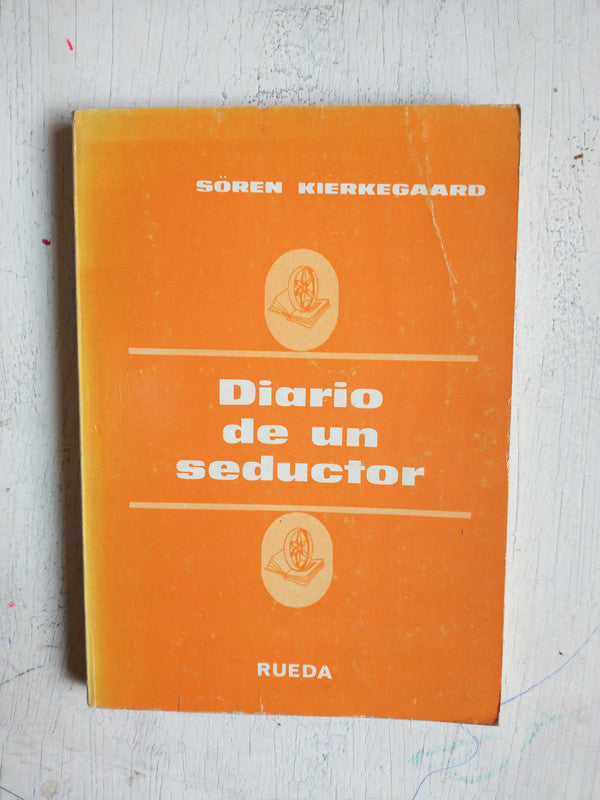 SÖREN KIERKEGAARD
Diario
de un
seductor
RUEDA